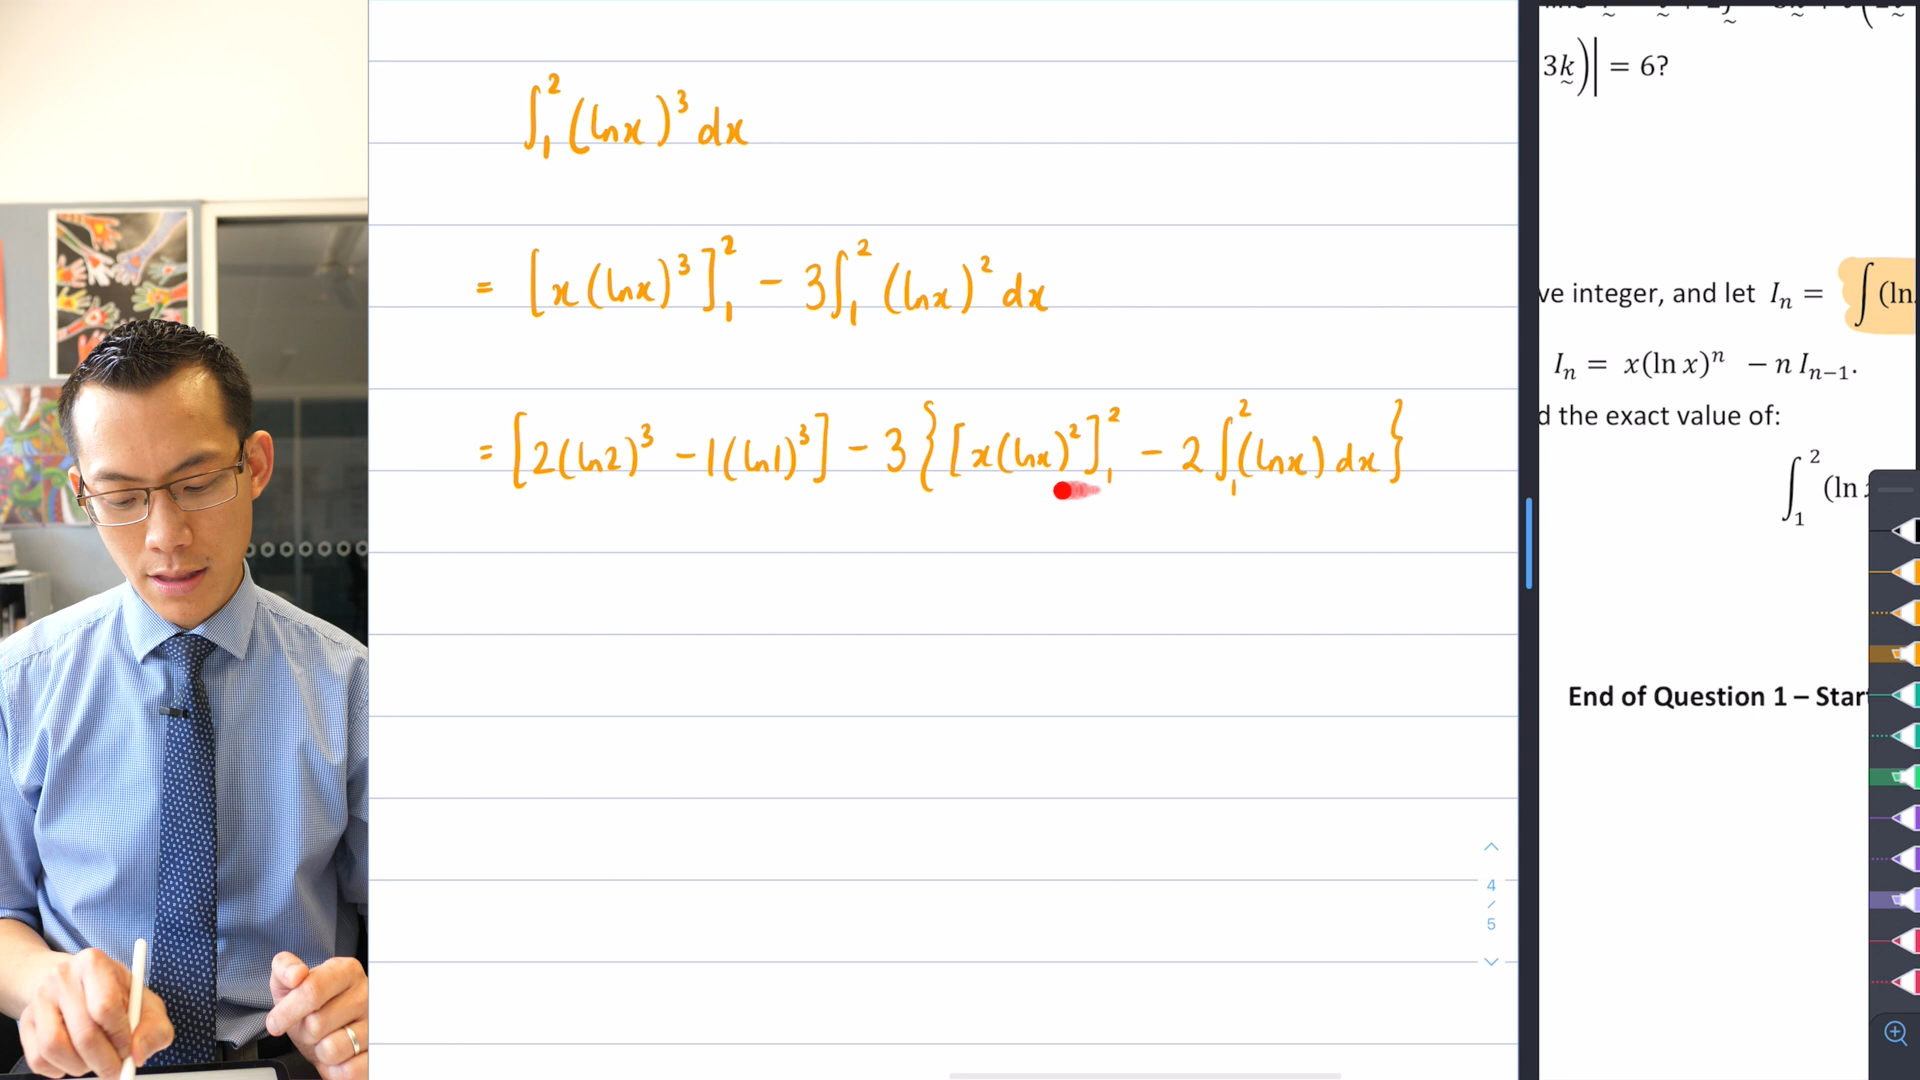 ∫₁² (ln x)³ dx
= [x(ln x)³]₁² − 3∫₁² (ln x)² dx
= [2(ln2)³ − 1(ln1)³] − 3{[x(ln x)²]₁² − 2∫₁² (ln x) dx}
3k)| = 6?
ve integer, and let Iₙ = ∫(ln
Iₙ = x(ln x)ⁿ − n Iₙ₋₁.
d the exact value of:
∫₁² (ln
End of Question 1 – Star
4
/
5